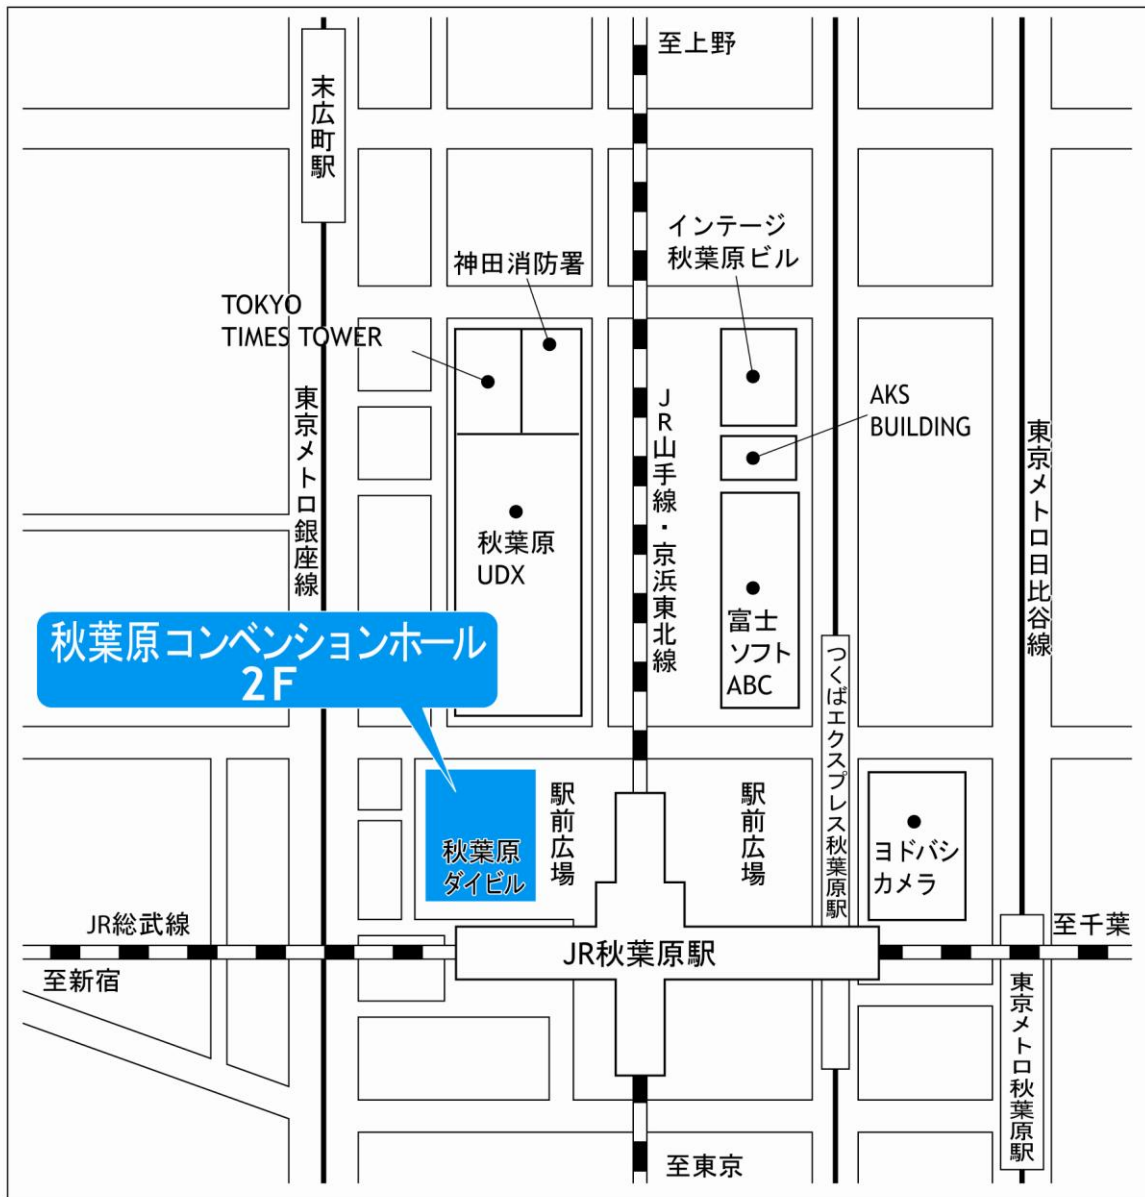 至上野
末広町駅
インテージ
秋葉原ビル
神田消防署
TOKYO
TIMES TOWER
東京メトロ銀座線
JR山手線・京浜東北線
AKS
BUILDING
東京メトロ日比谷線
秋葉原
UDX
富士
ソフト
ABC
秋葉原コンベンションホール
2F
つくばエクスプレス秋葉原駅
駅前広場
駅前広場
秋葉原
ダイビル
ヨドバシ
カメラ
JR総武線
至千葉
JR秋葉原駅
至新宿
東京メトロ秋葉原駅
至東京